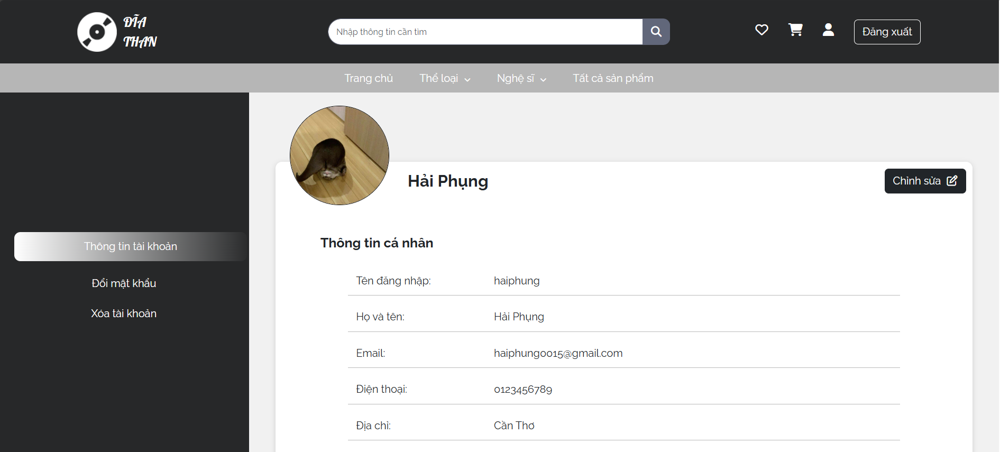 ĐĨA
THAN
Nhập thông tin cần tìm
Đăng xuất
Trang chủ
Thể loại
Nghệ sĩ
Tất cả sản phẩm
Hải Phụng
Chỉnh sửa
Thông tin tài khoản
Đổi mật khẩu
Xóa tài khoản
Thông tin cá nhân
Tên đăng nhập: haiphung
Họ và tên: Hải Phụng
Email: haiphung0015@gmail.com
Điện thoại: 0123456789
Địa chỉ: Cần Thơ